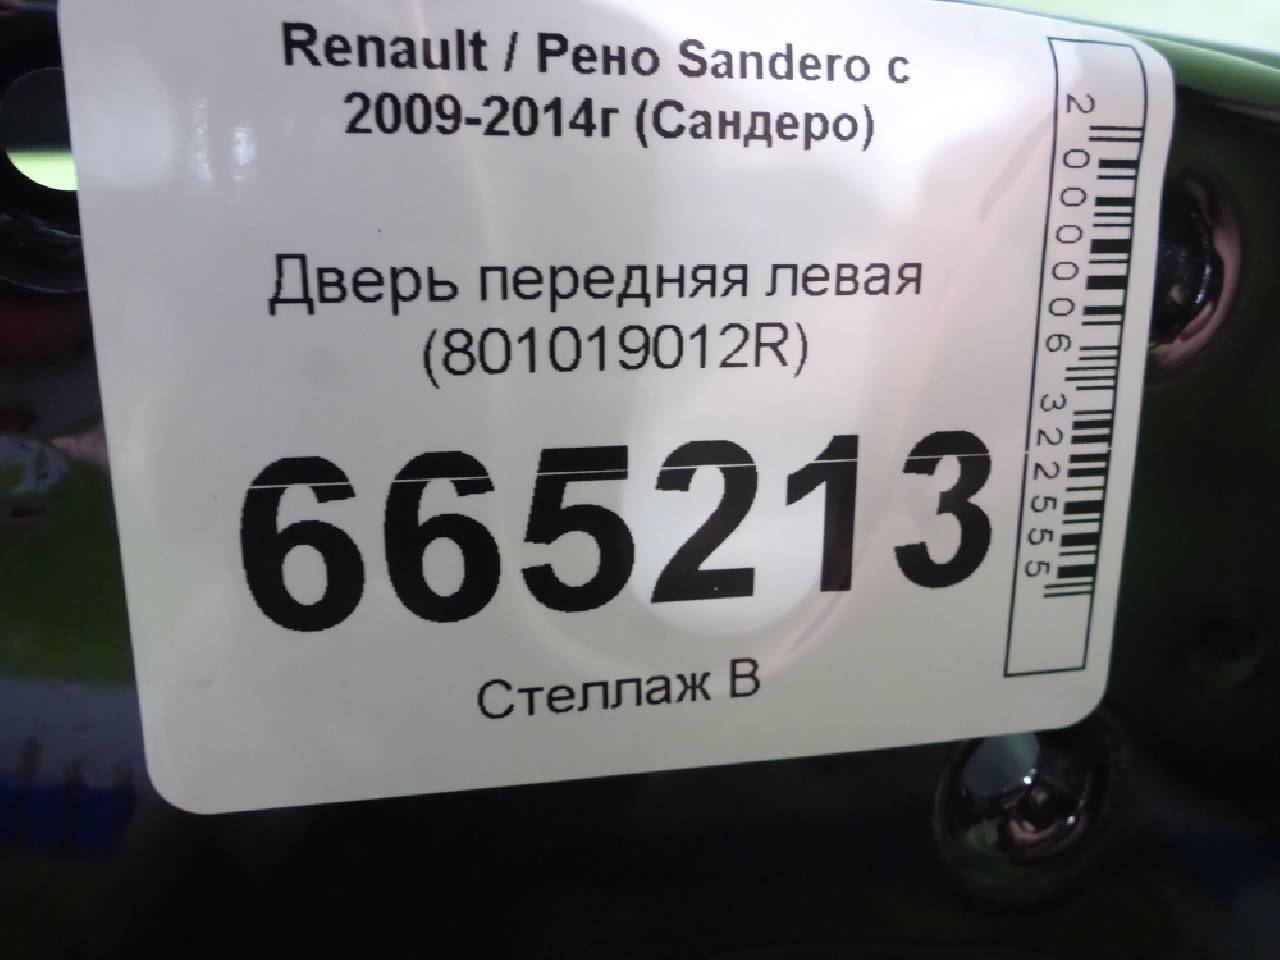 Renault / Рено Sandero с
2009-2014г (Сандеро)
Дверь передняя левая
(801019012R)
665213
Стеллаж В
2000006322555